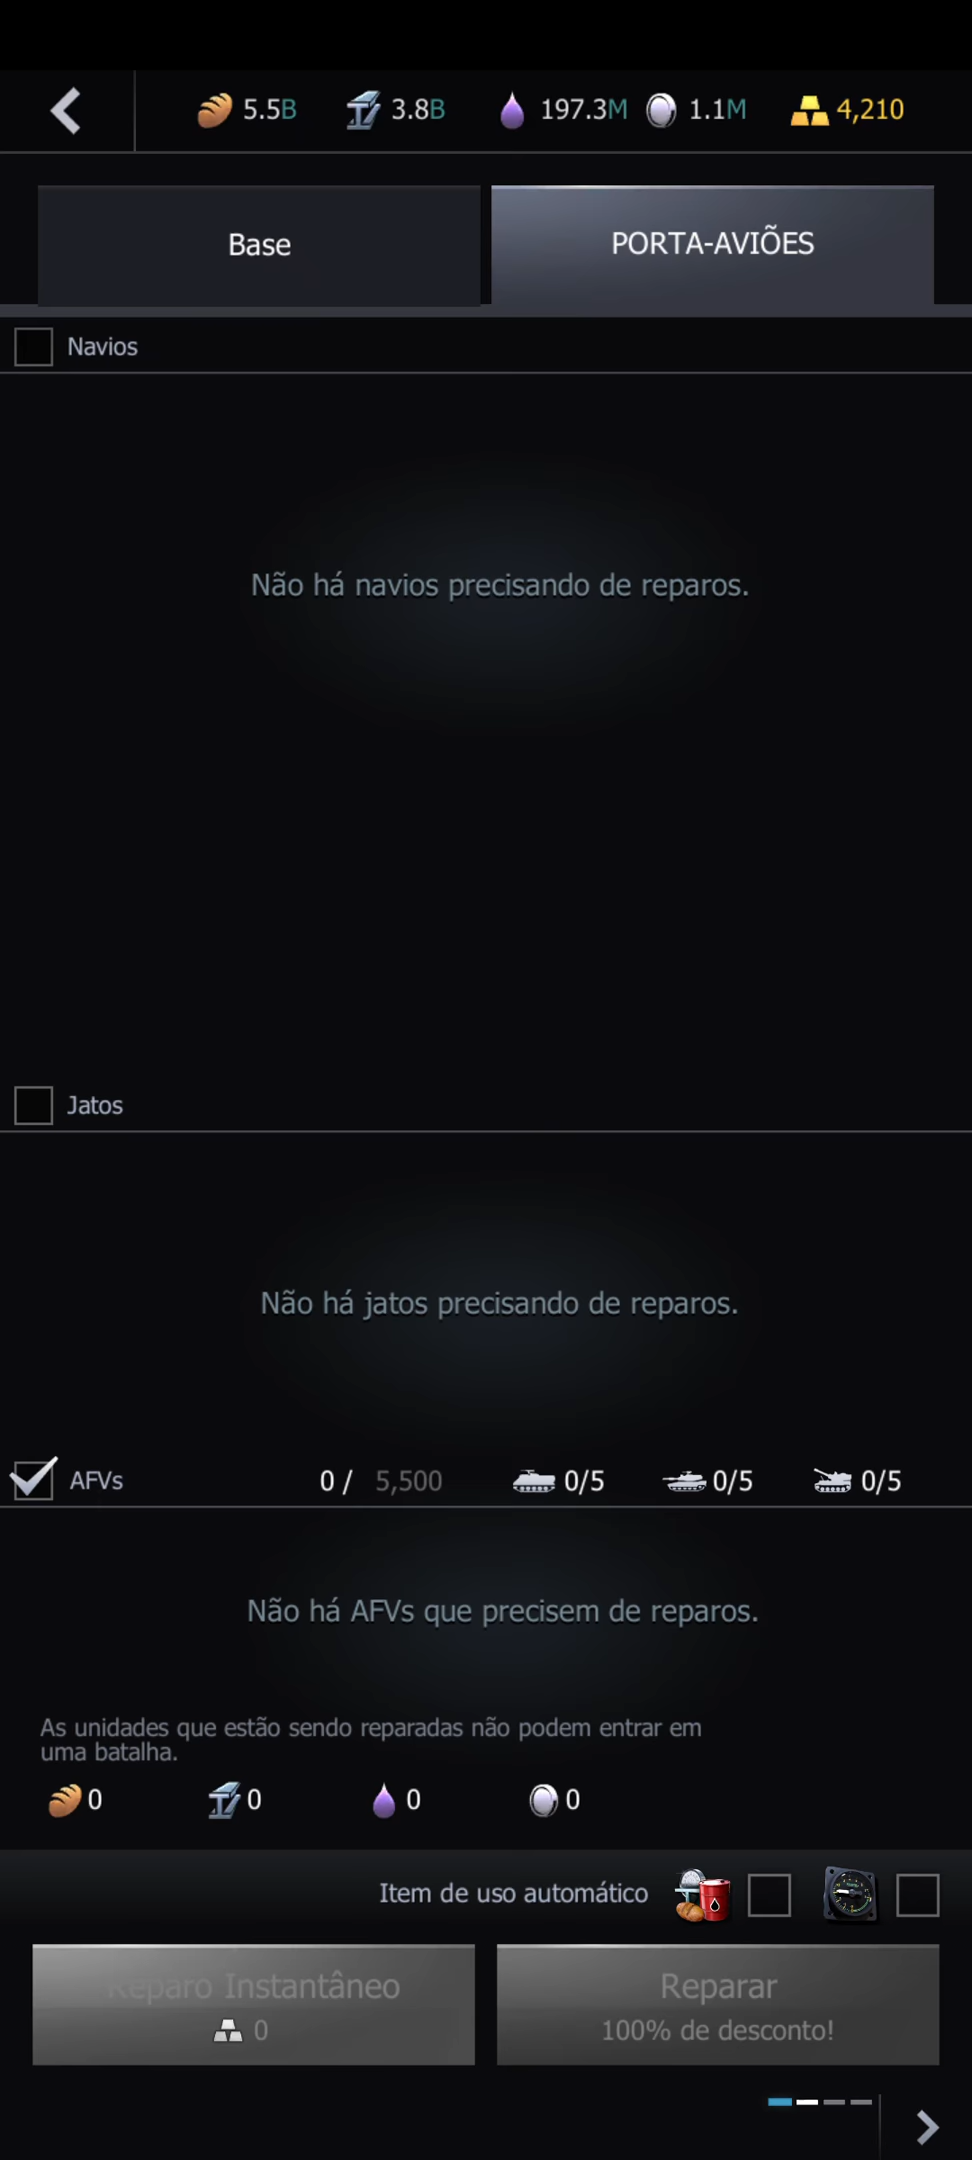 5.5B 3.8B 197.3M 1.1M 4,210
Base PORTA-AVIÕES
Navios
Não há navios precisando de reparos.
Jatos
Não há jatos precisando de reparos.
AFVs 0 / 5,500 0/5 0/5 0/5
Não há AFVs que precisem de reparos.
As unidades que estão sendo reparadas não podem entrar em
uma batalha.
0 0 0 0
Item de uso automático
Reparo Instantâneo Reparar
0 100% de desconto!